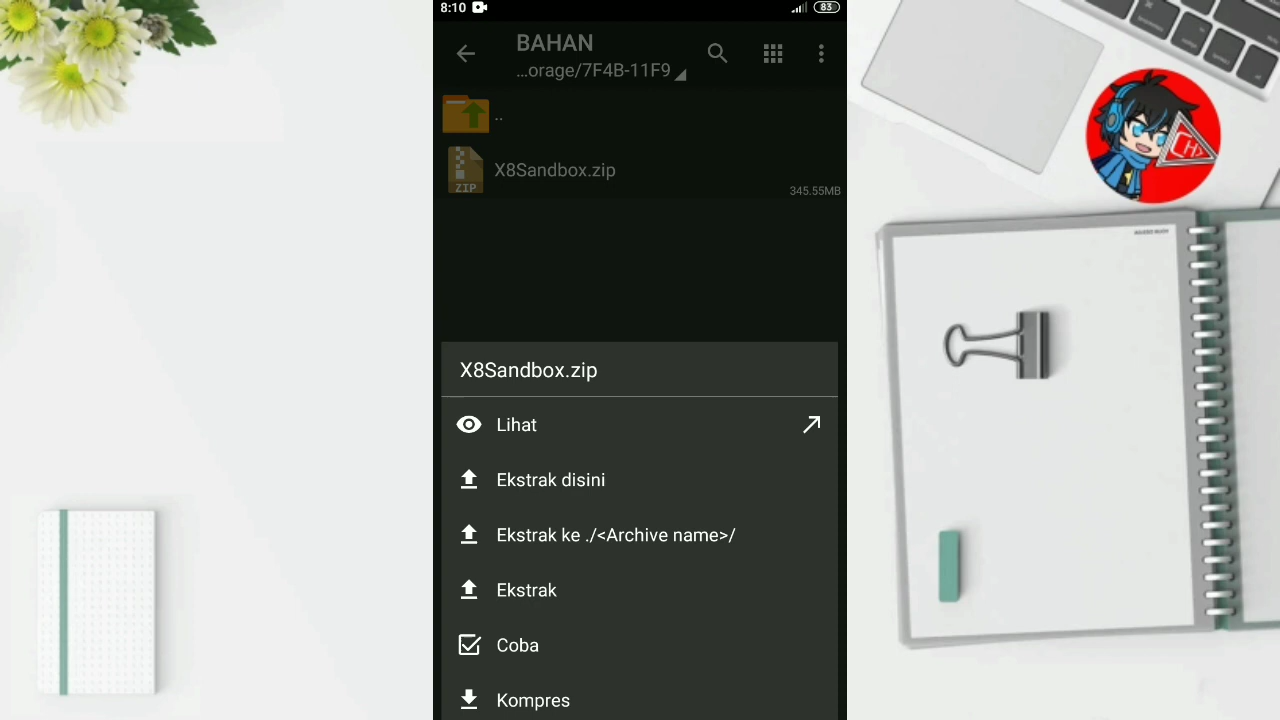 8:10
83
BAHAN
...orage/7F4B-11F9
..
ZIP
X8Sandbox.zip
345.55MB
X8Sandbox.zip
Lihat
Ekstrak disini
Ekstrak ke ./<Archive name>/
Ekstrak
Coba
Kompres